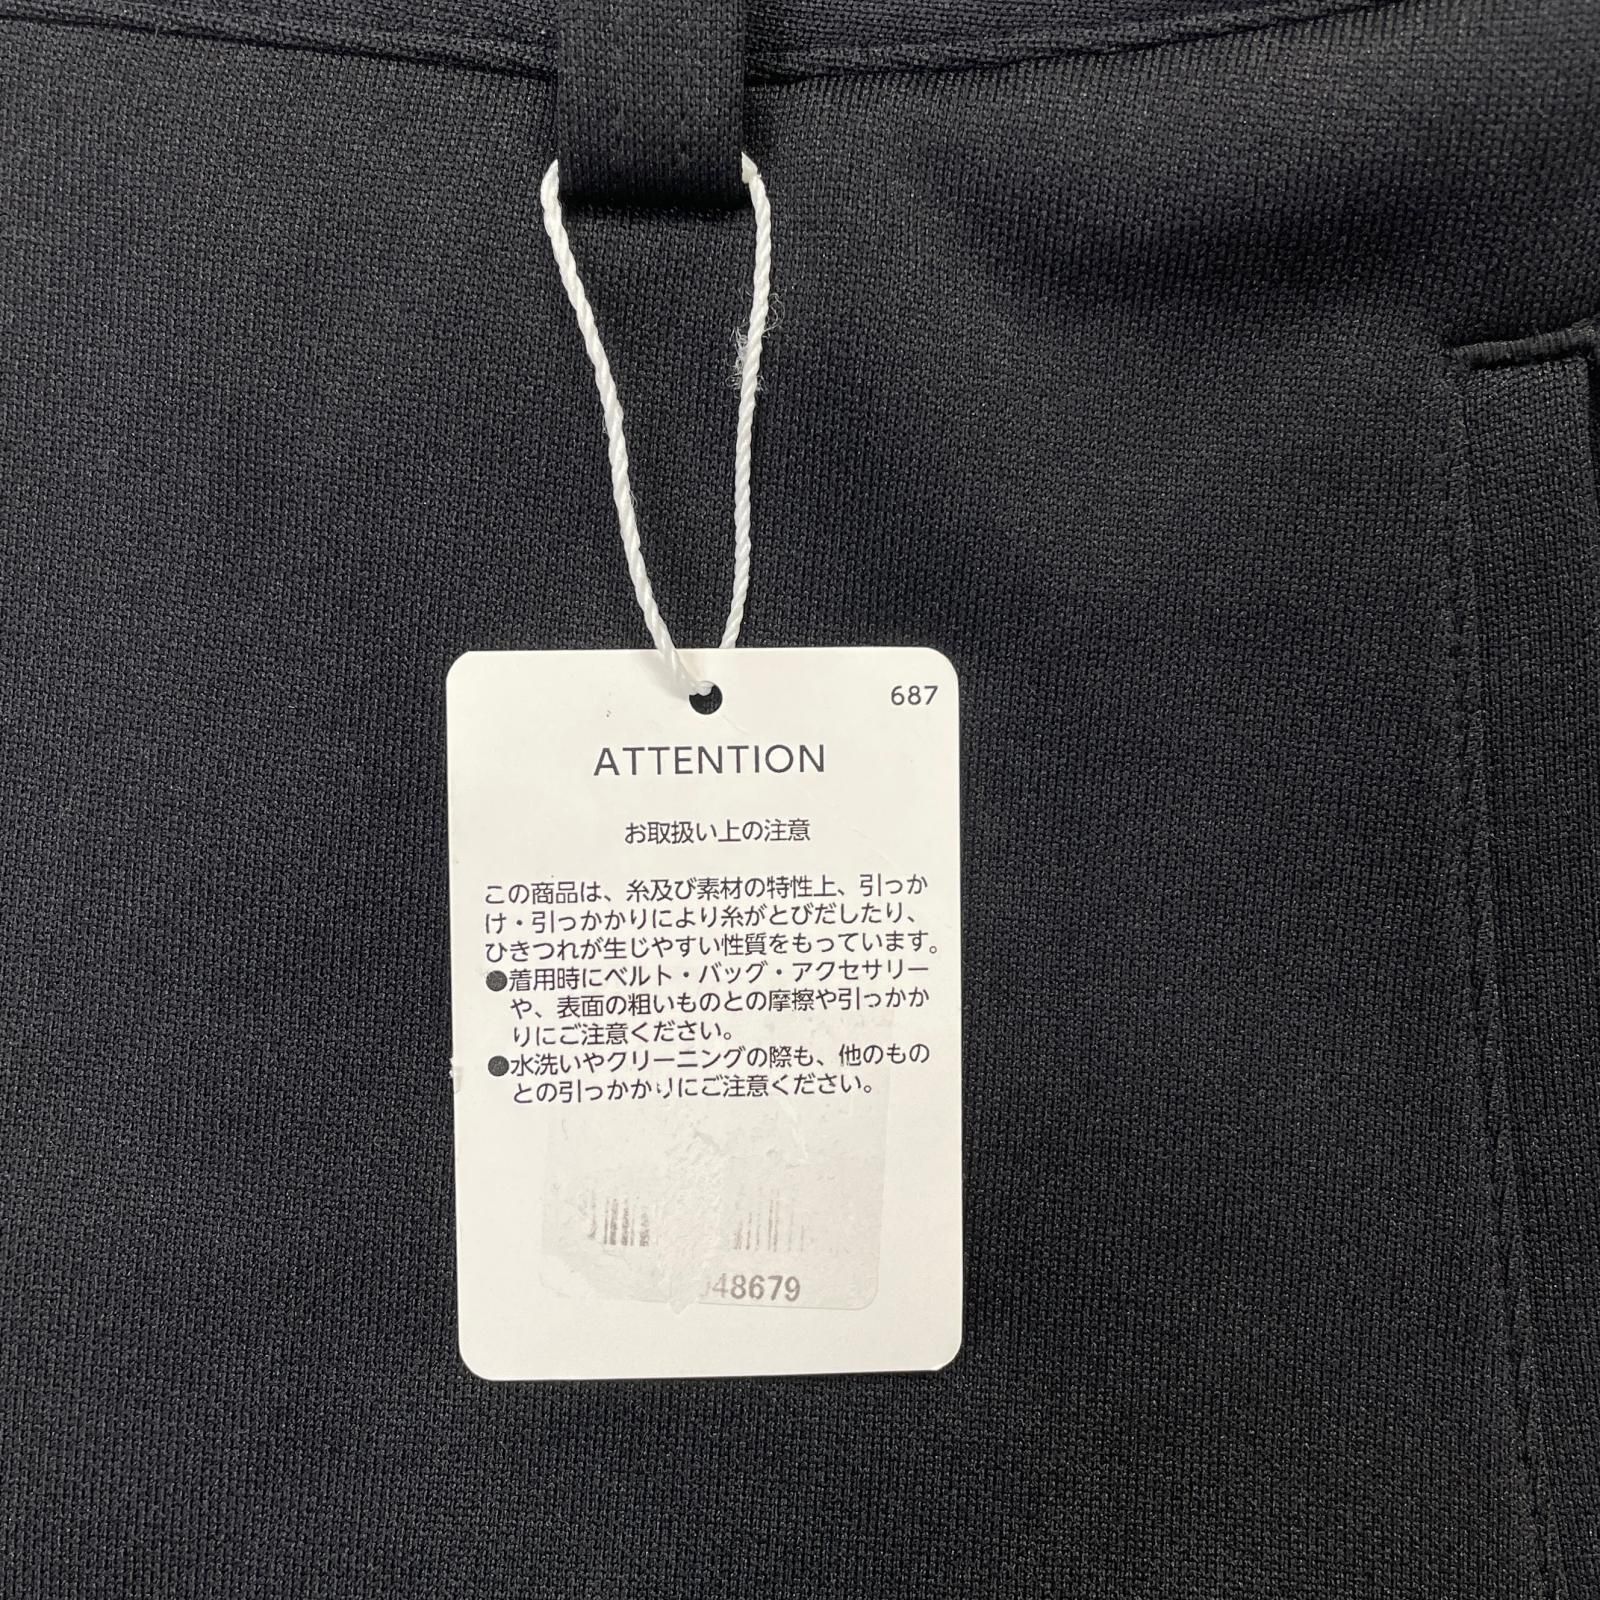 687
ATTENTION
お取扱い上の注意
この商品は、糸及び素材の特性上、引っか
け・引っかかりにより糸がとびだしたり、
ひきつれが生じやすい性質をもっています。
●着用時にベルト・バッグ・アクセサリー
や、表面の粗いものとの摩擦や引っかか
りにご注意ください。
●水洗いやクリーニングの際も、他のもの
との引っかかりにご注意ください。
48679